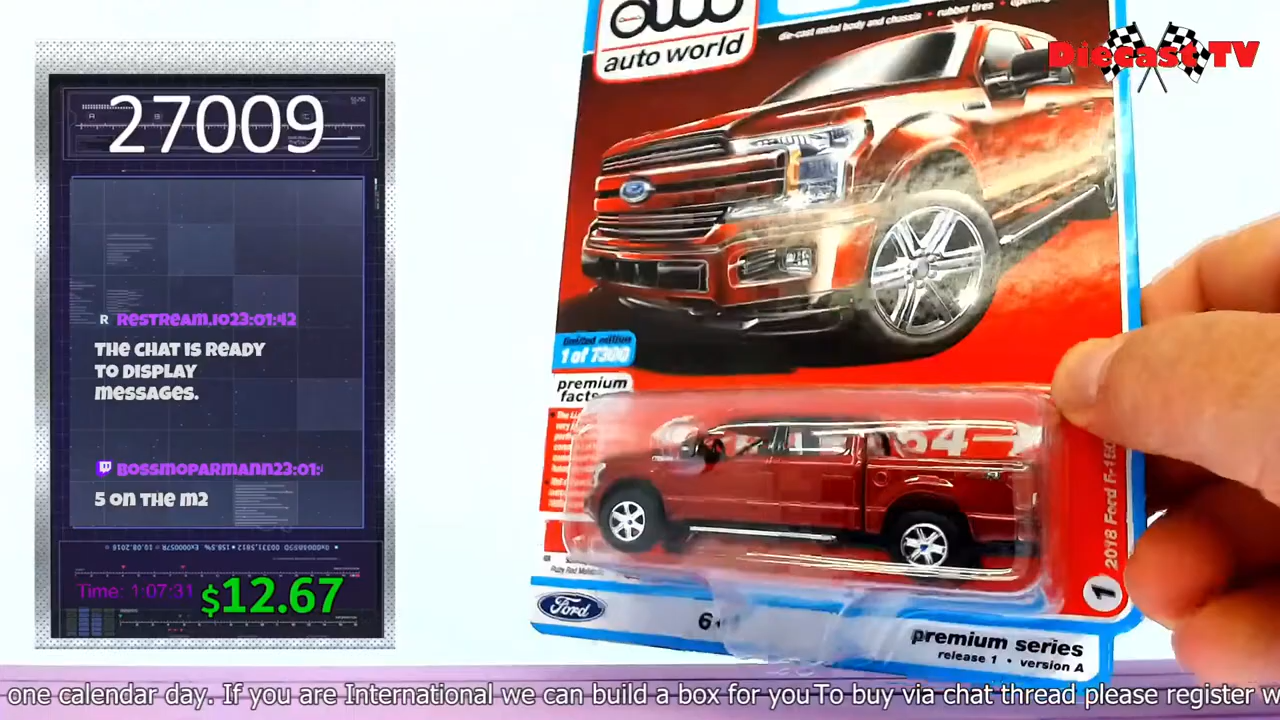 27009
R Restream.io23:01:42
The chat is ready
to display
messages.
BossMoparMann23:01:
5 on the m2
Time: 1:07:31
$12.67
auto world
die-cast metal body and chassis • rubber tires •
Diecast TV
limited edition
1 of 7300
premium
facts
64
2018 Ford F-150
1
Ford
6+
premium series
release 1 • version A
one calendar day. If you are International we can build a box for you To buy via chat thread please register w